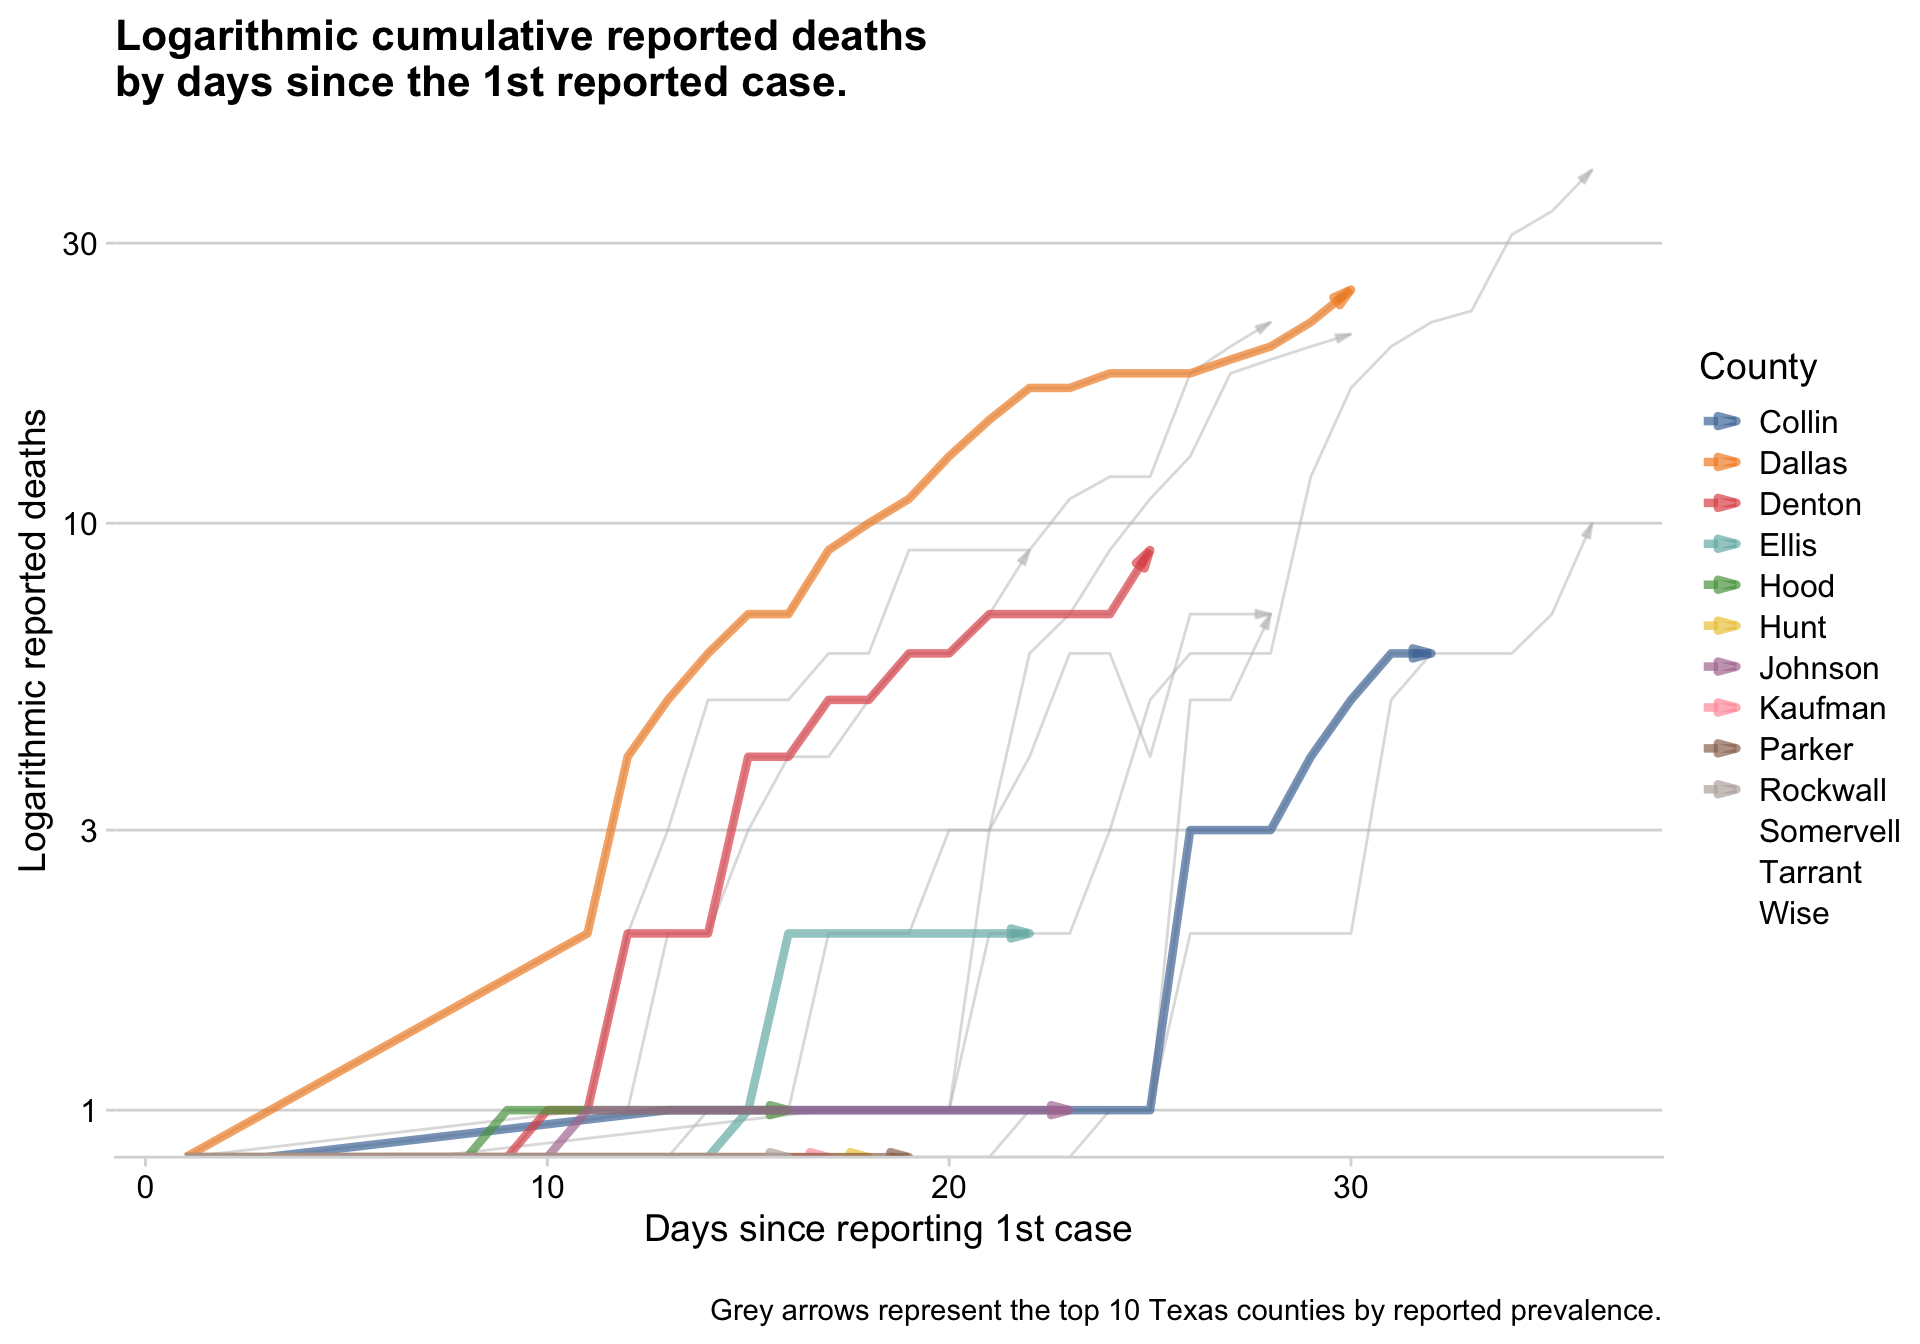 Logarithmic cumulative reported deaths
by days since the 1st reported case.
Logarithmic reported deaths
30
10
3
1
0
10
20
30
Days since reporting 1st case
County
Collin
Dallas
Denton
Ellis
Hood
Hunt
Johnson
Kaufman
Parker
Rockwall
Somervell
Tarrant
Wise
Grey arrows represent the top 10 Texas counties by reported prevalence.